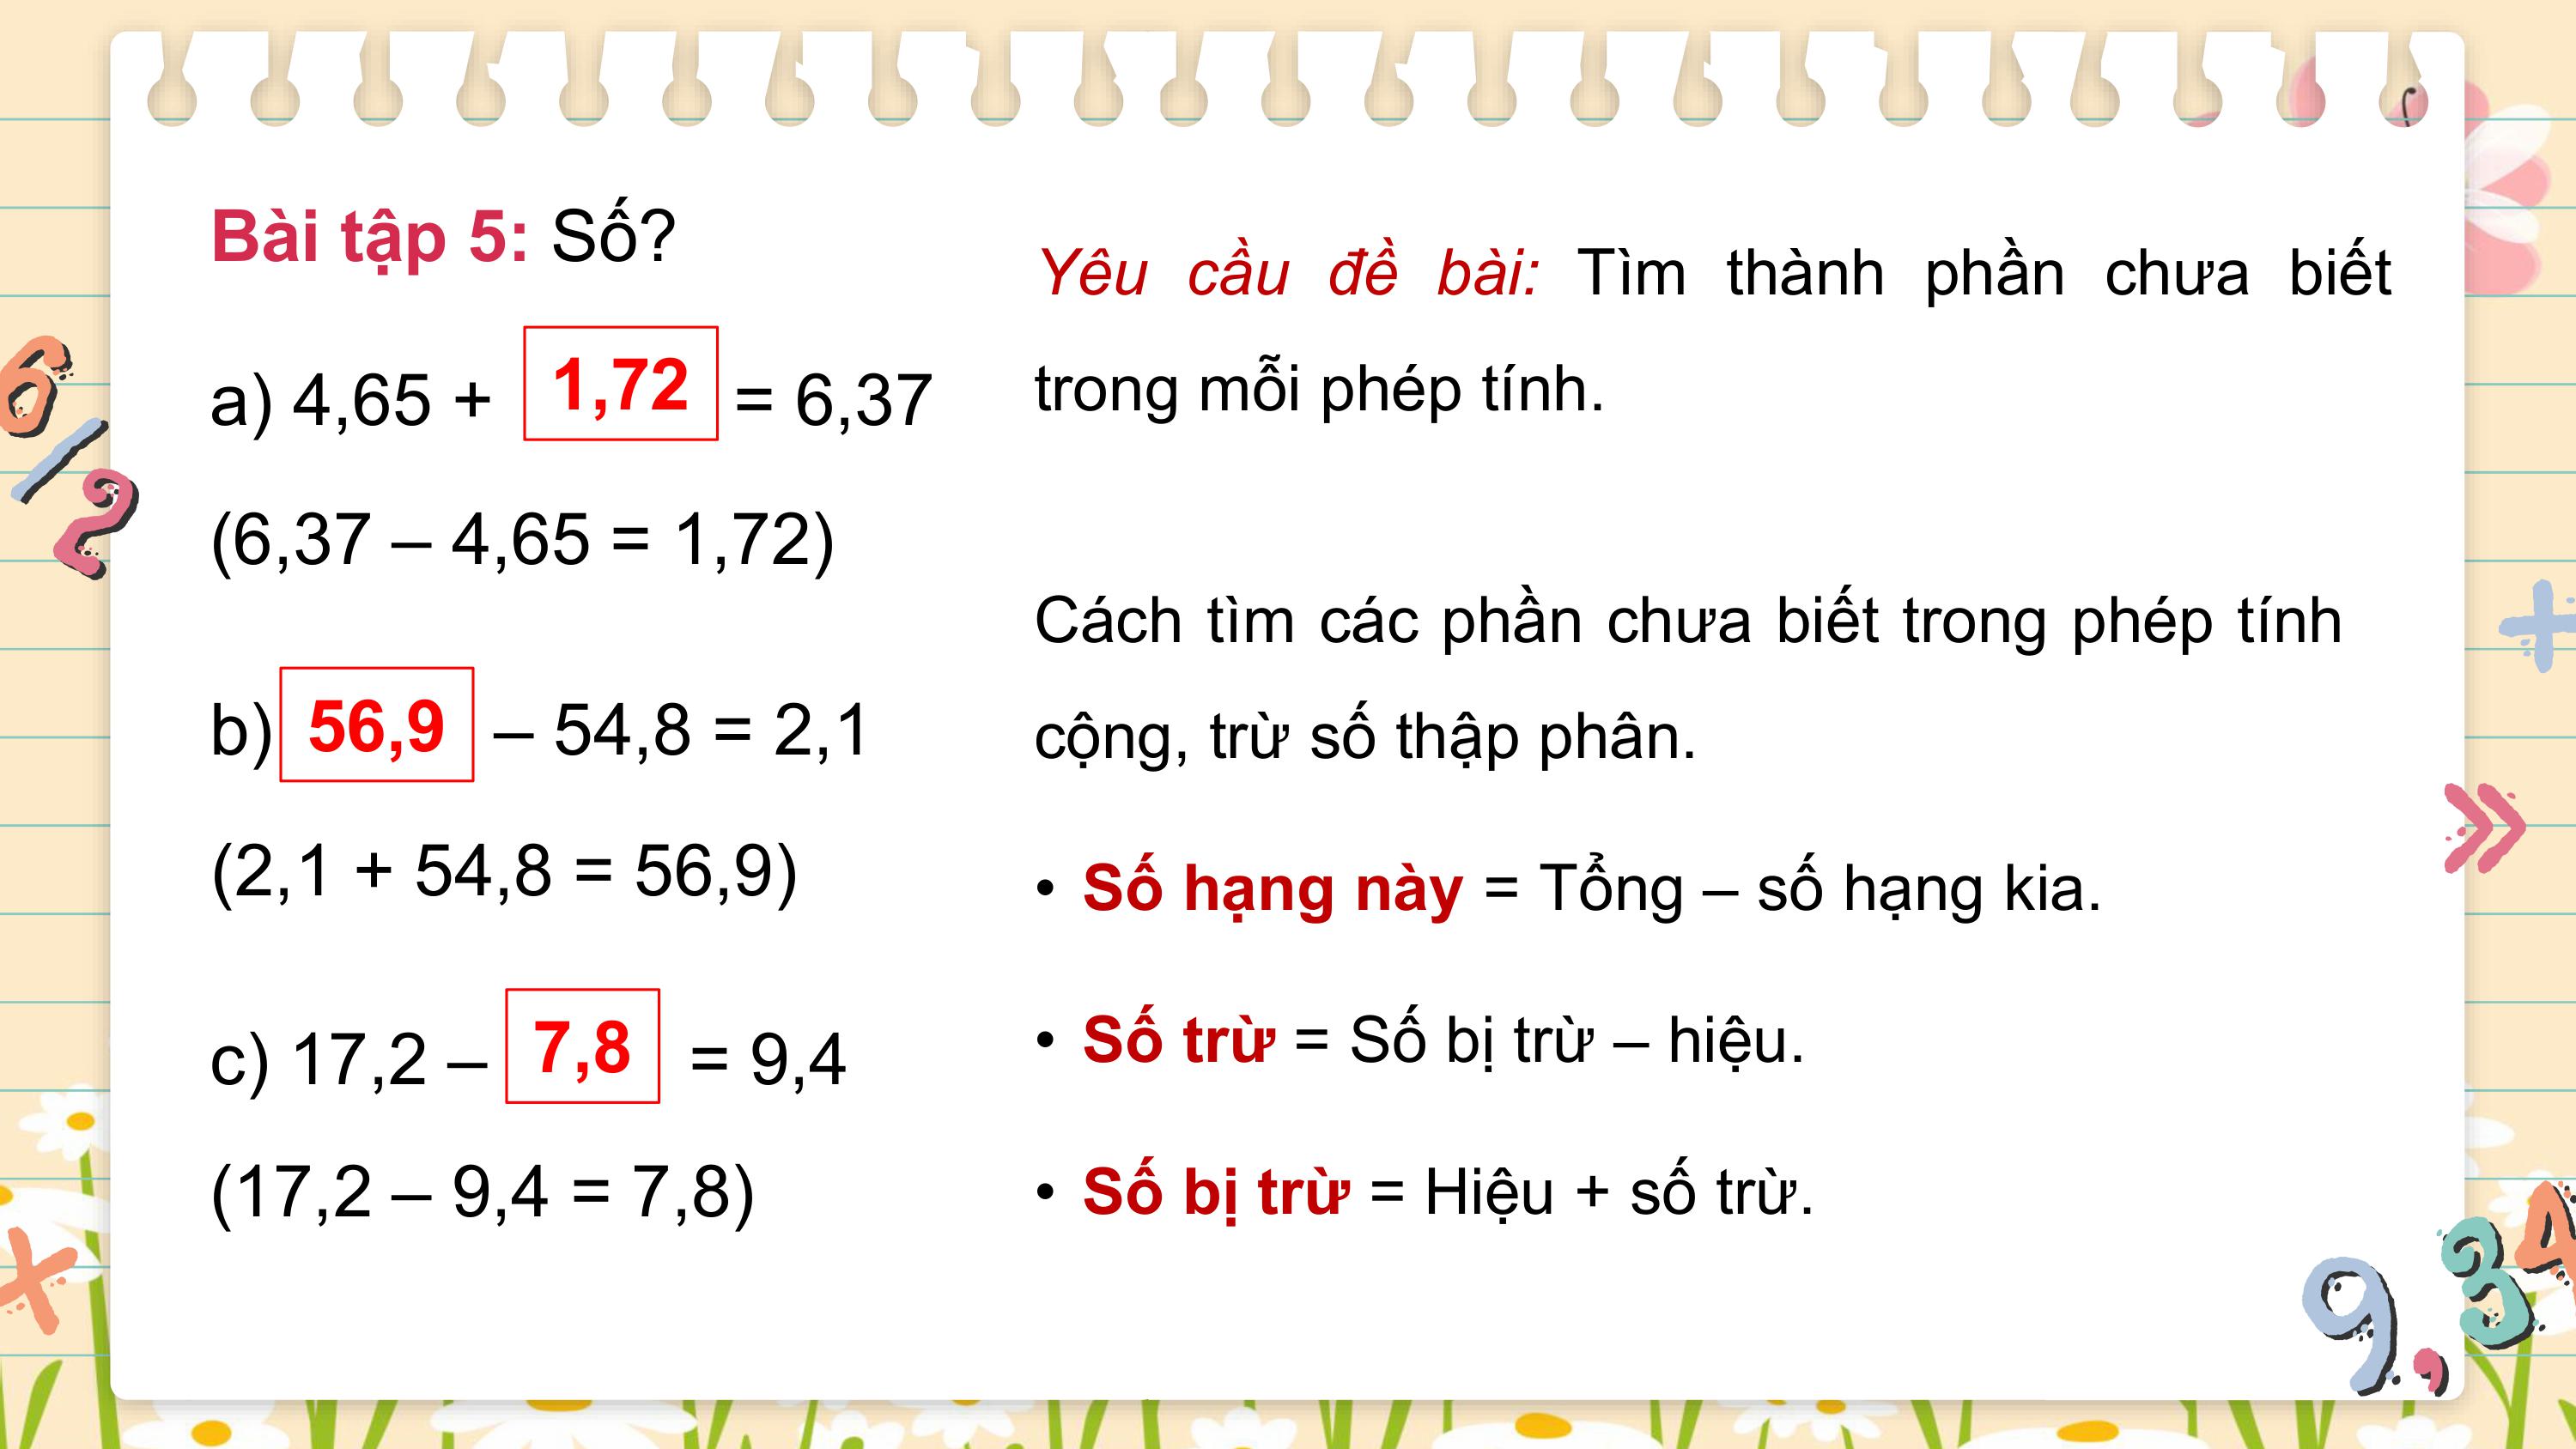 Bài tập 5: Số?
a) 4,65 + 1,72 = 6,37
(6,37 – 4,65 = 1,72)
b) 56,9 – 54,8 = 2,1
(2,1 + 54,8 = 56,9)
c) 17,2 – 7,8 = 9,4
(17,2 – 9,4 = 7,8)
Yêu cầu đề bài: Tìm thành phần chưa biết
trong mỗi phép tính.
Cách tìm các phần chưa biết trong phép tính
cộng, trừ số thập phân.
• Số hạng này = Tổng – số hạng kia.
• Số trừ = Số bị trừ – hiệu.
• Số bị trừ = Hiệu + số trừ.
6/2
+
»
+
9,34